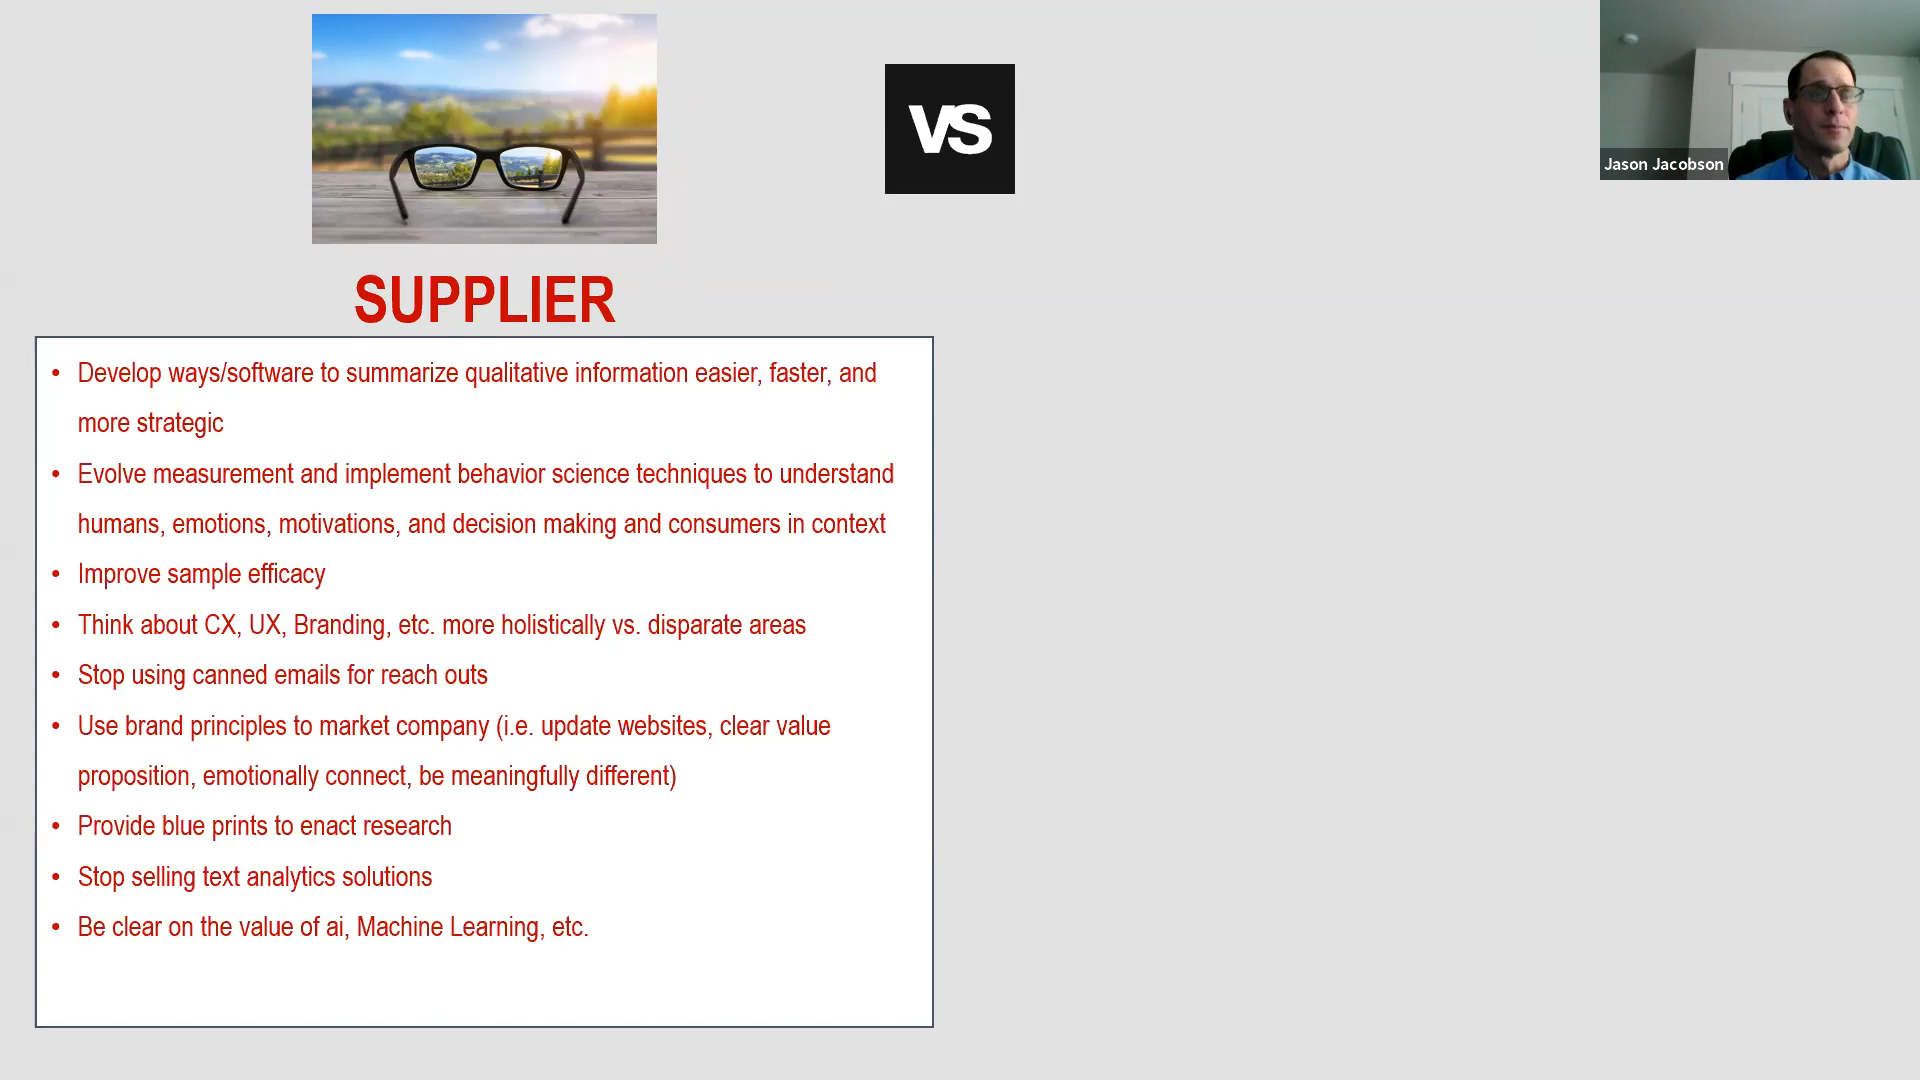 VS
Jason Jacobson
SUPPLIER
• Develop ways/software to summarize qualitative information easier, faster, and
more strategic
• Evolve measurement and implement behavior science techniques to understand
humans, emotions, motivations, and decision making and consumers in context
• Improve sample efficacy
• Think about CX, UX, Branding, etc. more holistically vs. disparate areas
• Stop using canned emails for reach outs
• Use brand principles to market company (i.e. update websites, clear value
proposition, emotionally connect, be meaningfully different)
• Provide blue prints to enact research
• Stop selling text analytics solutions
• Be clear on the value of ai, Machine Learning, etc.